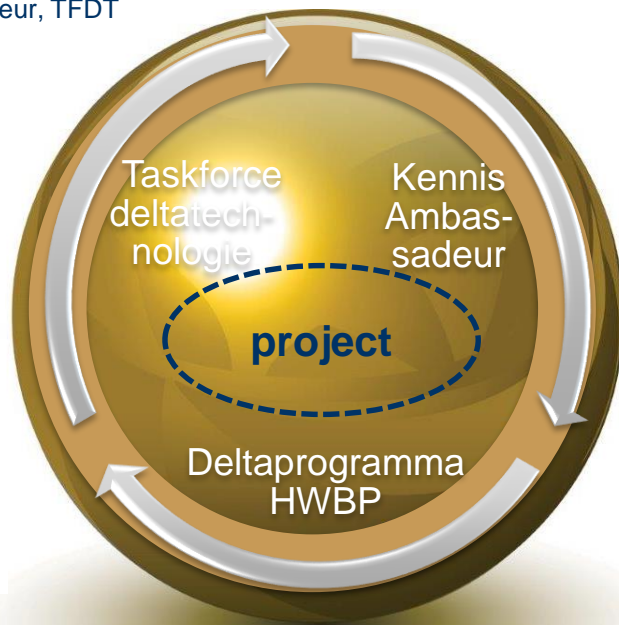 eur, TFDT
Taskforce
deltatech-
nologie
Kennis
Ambas-
sadeur
project
Deltaprogramma
HWBP